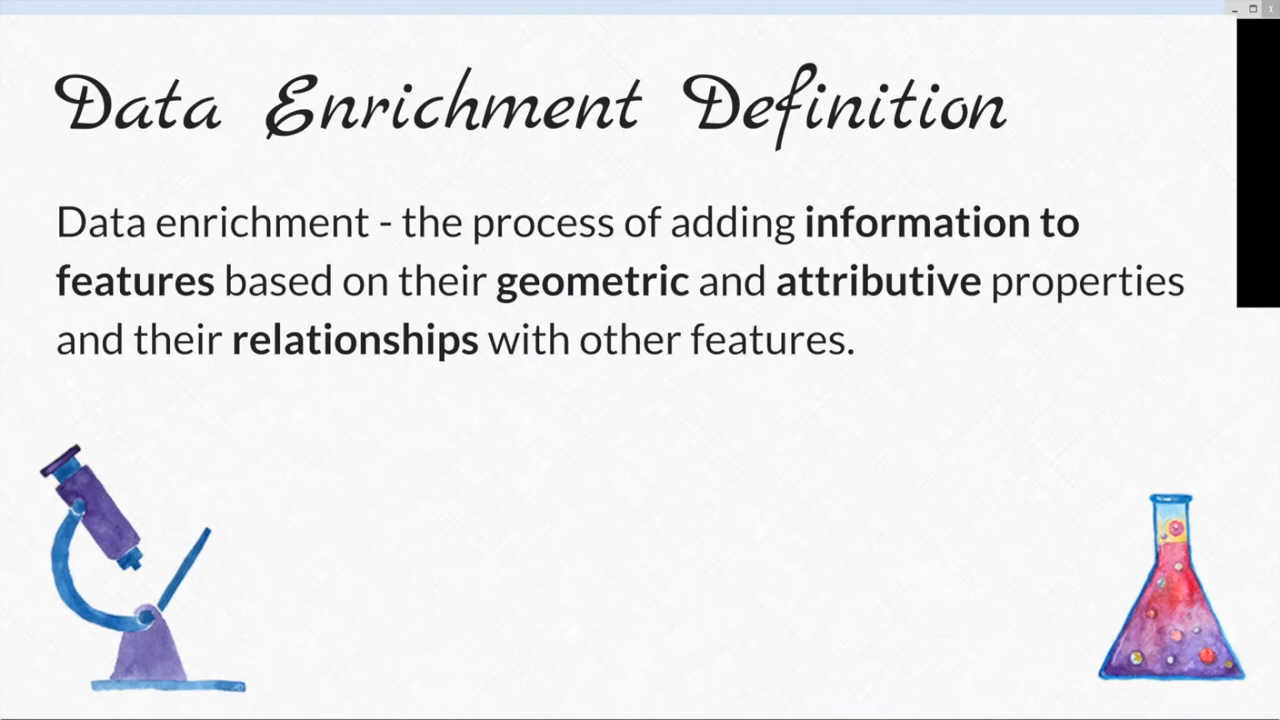 Data Enrichment Definition
Data enrichment - the process of adding information to
features based on their geometric and attributive properties
and their relationships with other features.